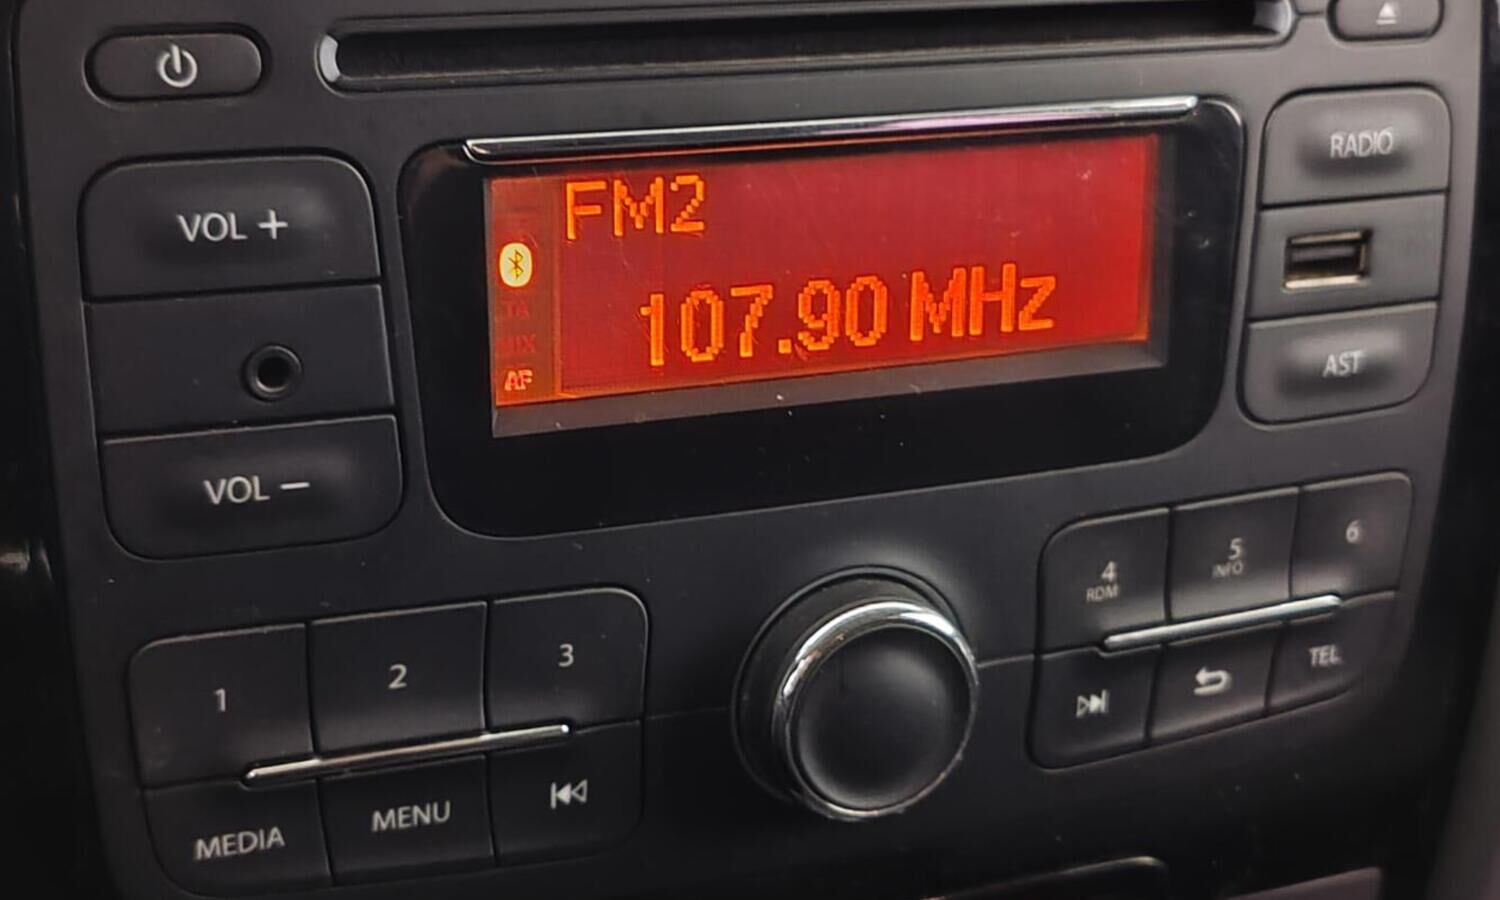 RADIO
VOL +
FM2
107.90 MHz
TA
MIX
AF
AST
VOL −
1
2
3
4
RDM
5
INFO
6
MEDIA
MENU
TEL